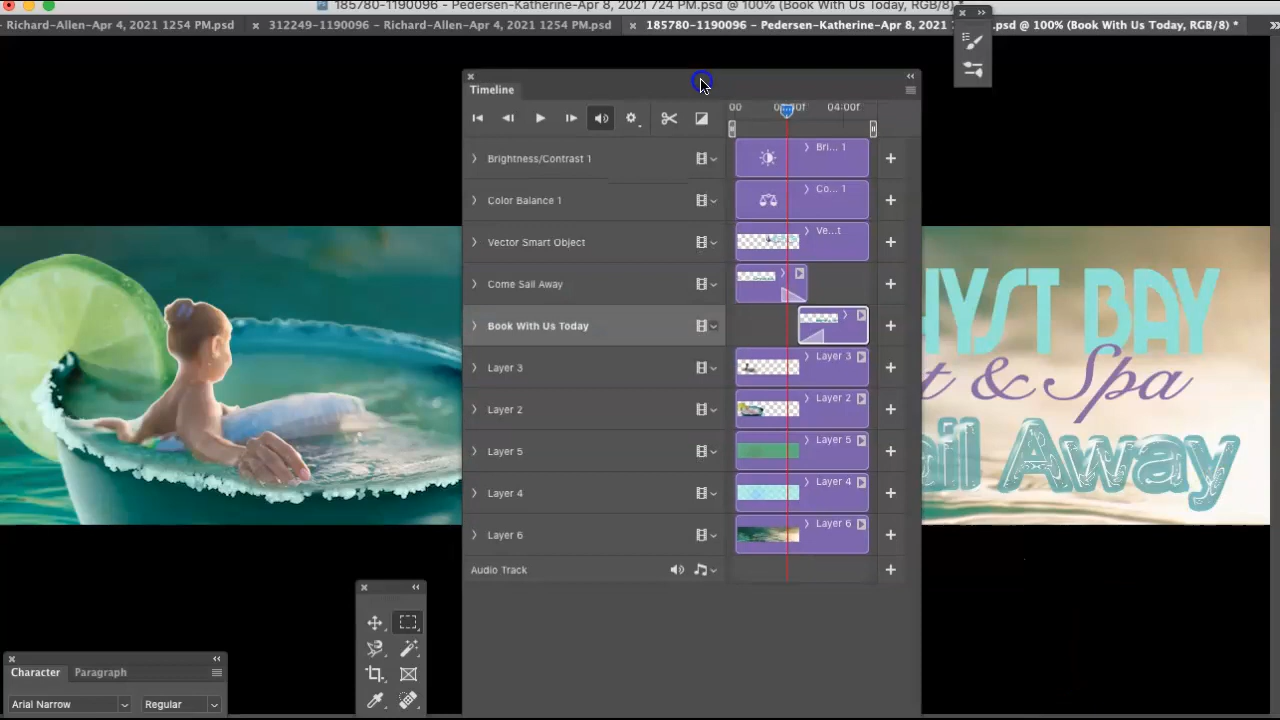 185780-1190096 - Pedersen-Katherine-Apr 8, 2021 724 PM.psd @ 100% (Book With Us Today, RGB/8) *
Richard-Allen-Apr 4, 2021 1254 PM.psd
312249-1190096 - Richard-Allen-Apr 4, 2021 1254 PM.psd
185780-1190096 - Pedersen-Katherine-Apr 8, 2021 .psd @ 100% (Book With Us Today, RGB/8) *
Timeline
00 02:00f 04:00f
Brightness/Contrast 1 Bri... 1
Color Balance 1 Co... 1
Vector Smart Object Ve...t
Come Sail Away
Book With Us Today
Layer 3 Layer 3
Layer 2 Layer 2
Layer 5 Layer 5
Layer 4 Layer 4
Layer 6 Layer 6
Audio Track
HYST BAY
t & Spa
ail Away
Character Paragraph
Arial Narrow Regular